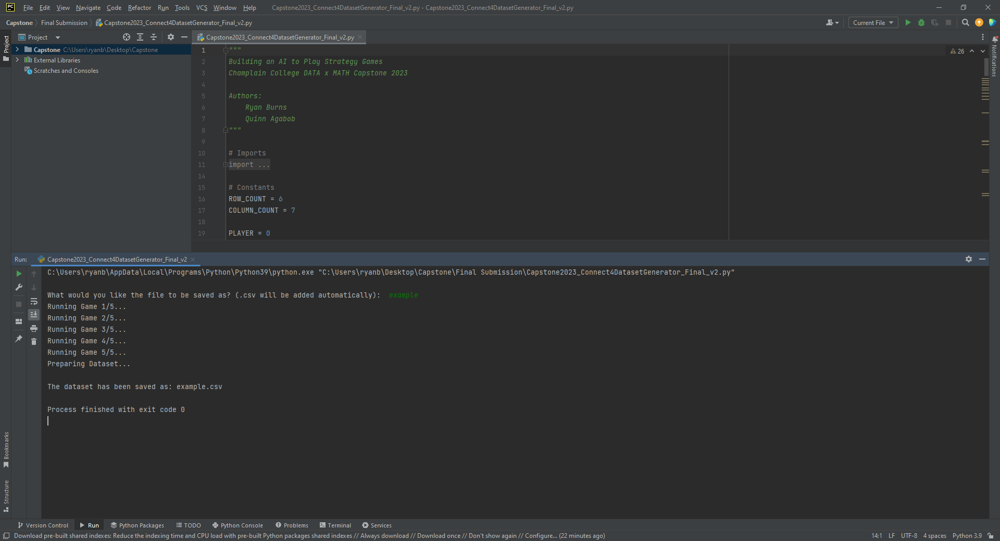 PC File Edit View Navigate Code Refactor Run Tools VCS Window Help Capstone2023_Connect4DatasetGenerator_Final_v2.py - Capstone2023_Connect4DatasetGenerator_Final_v2.py
Capstone Final Submission Capstone2023_Connect4DatasetGenerator_Final_v2.py Current File
Project
Project
Capstone2023_Connect4DatasetGenerator_Final_v2.py
Capstone C:\Users\ryanb\Desktop\Capstone
External Libraries
Scratches and Consoles
1 """
2 Building an AI to Play Strategy Games
3 Champlain College DATA x MATH Capstone 2023
4
5 Authors:
6 Ryan Burns
7 Quinn Agabob
8 """
9
10 # Imports
11 import ...
14
15 # Constants
16 ROW_COUNT = 6
17 COLUMN_COUNT = 7
18
19 PLAYER = 0
26
Notifications
Run: Capstone2023_Connect4DatasetGenerator_Final_v2
C:\Users\ryanb\AppData\Local\Programs\Python\Python39\python.exe "C:\Users\ryanb\Desktop\Capstone\Final Submission\Capstone2023_Connect4DatasetGenerator_Final_v2.py"
What would you like the file to be saved as? (.csv will be added automatically): example
Running Game 1/5...
Running Game 2/5...
Running Game 3/5...
Running Game 4/5...
Running Game 5/5...
Preparing Dataset...
The dataset has been saved as: example.csv
Process finished with exit code 0
Bookmarks
Structure
Version Control Run Python Packages TODO Python Console Problems Terminal Services
Download pre-built shared indexes: Reduce the indexing time and CPU load with pre-built Python packages shared indexes // Always download // Download once // Don't show again // Configure... (22 minutes ago) 14:1 LF UTF-8 4 spaces Python 3.9